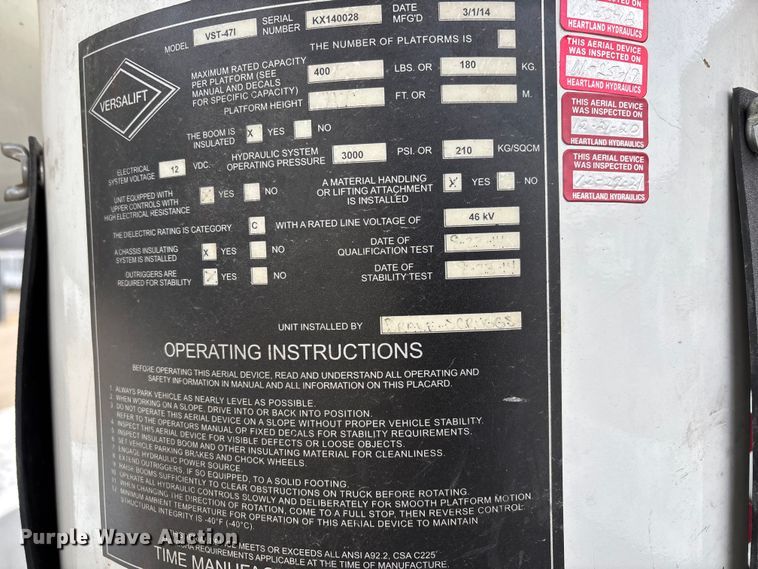 MODEL VST-47I SERIAL NUMBER KX140028 DATE MFG'D 3/1/14
THE NUMBER OF PLATFORMS IS
VERSALIFT
MAXIMUM RATED CAPACITY PER PLATFORM (SEE MANUAL AND DECALS FOR SPECIFIC CAPACITY) 400 LBS. OR 180 KG.
PLATFORM HEIGHT FT. OR M.
THE BOOM IS INSULATED X YES NO
ELECTRICAL SYSTEM VOLTAGE 12 VDC. HYDRAULIC SYSTEM OPERATING PRESSURE 3000 PSI. OR 210 KG/SQCM
UNIT EQUIPPED WITH UPPER CONTROLS WITH HIGH ELECTRICAL RESISTANCE YES NO
A MATERIAL HANDLING OR LIFTING ATTACHMENT IS INSTALLED X YES NO
THE DIELECTRIC RATING IS CATEGORY C WITH A RATED LINE VOLTAGE OF 46 kV
A CHASSIS INSULATING SYSTEM IS INSTALLED X YES NO
DATE OF QUALIFICATION TEST
OUTRIGGERS ARE REQUIRED FOR STABILITY YES NO
DATE OF STABILITY TEST
UNIT INSTALLED BY
OPERATING INSTRUCTIONS
BEFORE OPERATING THIS AERIAL DEVICE, READ AND UNDERSTAND ALL OPERATING AND
SAFETY INFORMATION IN MANUAL AND ALL INFORMATION ON THIS PLACARD.
1. ALWAYS PARK VEHICLE AS NEARLY LEVEL AS POSSIBLE.
2. WHEN WORKING ON A SLOPE, DRIVE INTO OR BACK INTO POSITION.
3. DO NOT OPERATE THIS AERIAL DEVICE ON A SLOPE WITHOUT PROPER VEHICLE STABILITY.
REFER TO THE OPERATORS MANUAL OR FIXED DECALS FOR STABILITY REQUIREMENTS.
4. INSPECT THIS AERIAL DEVICE FOR VISIBLE DEFECTS OR LOOSE OBJECTS.
5. INSPECT INSULATED BOOM AND OTHER INSULATING MATERIAL FOR CLEANLINESS.
6. SET VEHICLE PARKING BRAKES AND CHOCK WHEELS.
7. ENGAGE HYDRAULIC POWER SOURCE.
8. EXTEND OUTRIGGERS, IF SO EQUIPPED, TO A SOLID FOOTING.
9. RAISE BOOMS SUFFICIENTLY TO CLEAR OBSTRUCTIONS ON TRUCK BEFORE ROTATING.
10. OPERATE ALL HYDRAULIC CONTROLS SLOWLY AND DELIBERATELY FOR SMOOTH PLATFORM MOTION.
11. WHEN CHANGING THE DIRECTION OF ROTATION, COME TO A FULL STOP, THEN REVERSE CONTROL.
12. MINIMUM AMBIENT TEMPERATURE FOR OPERATION OF THIS AERIAL DEVICE TO MAINTAIN
STRUCTURAL INTEGRITY IS -40°F (-40°C).
MEETS OR EXCEEDS ALL ANSI A92.2, CSA C225
REQUIREMENTS APPLICABLE AT THE TIME OF MANUFACTURE.
TIME MANUFAC
HEARTLAND HYDRAULICS
THIS AERIAL DEVICE
WAS INSPECTED ON
HEARTLAND HYDRAULICS
THIS AERIAL DEVICE
WAS INSPECTED ON
HEARTLAND HYDRAULICS
THIS AERIAL DEVICE
WAS INSPECTED ON
HEARTLAND HYDRAULICS
Purple Wave Auction